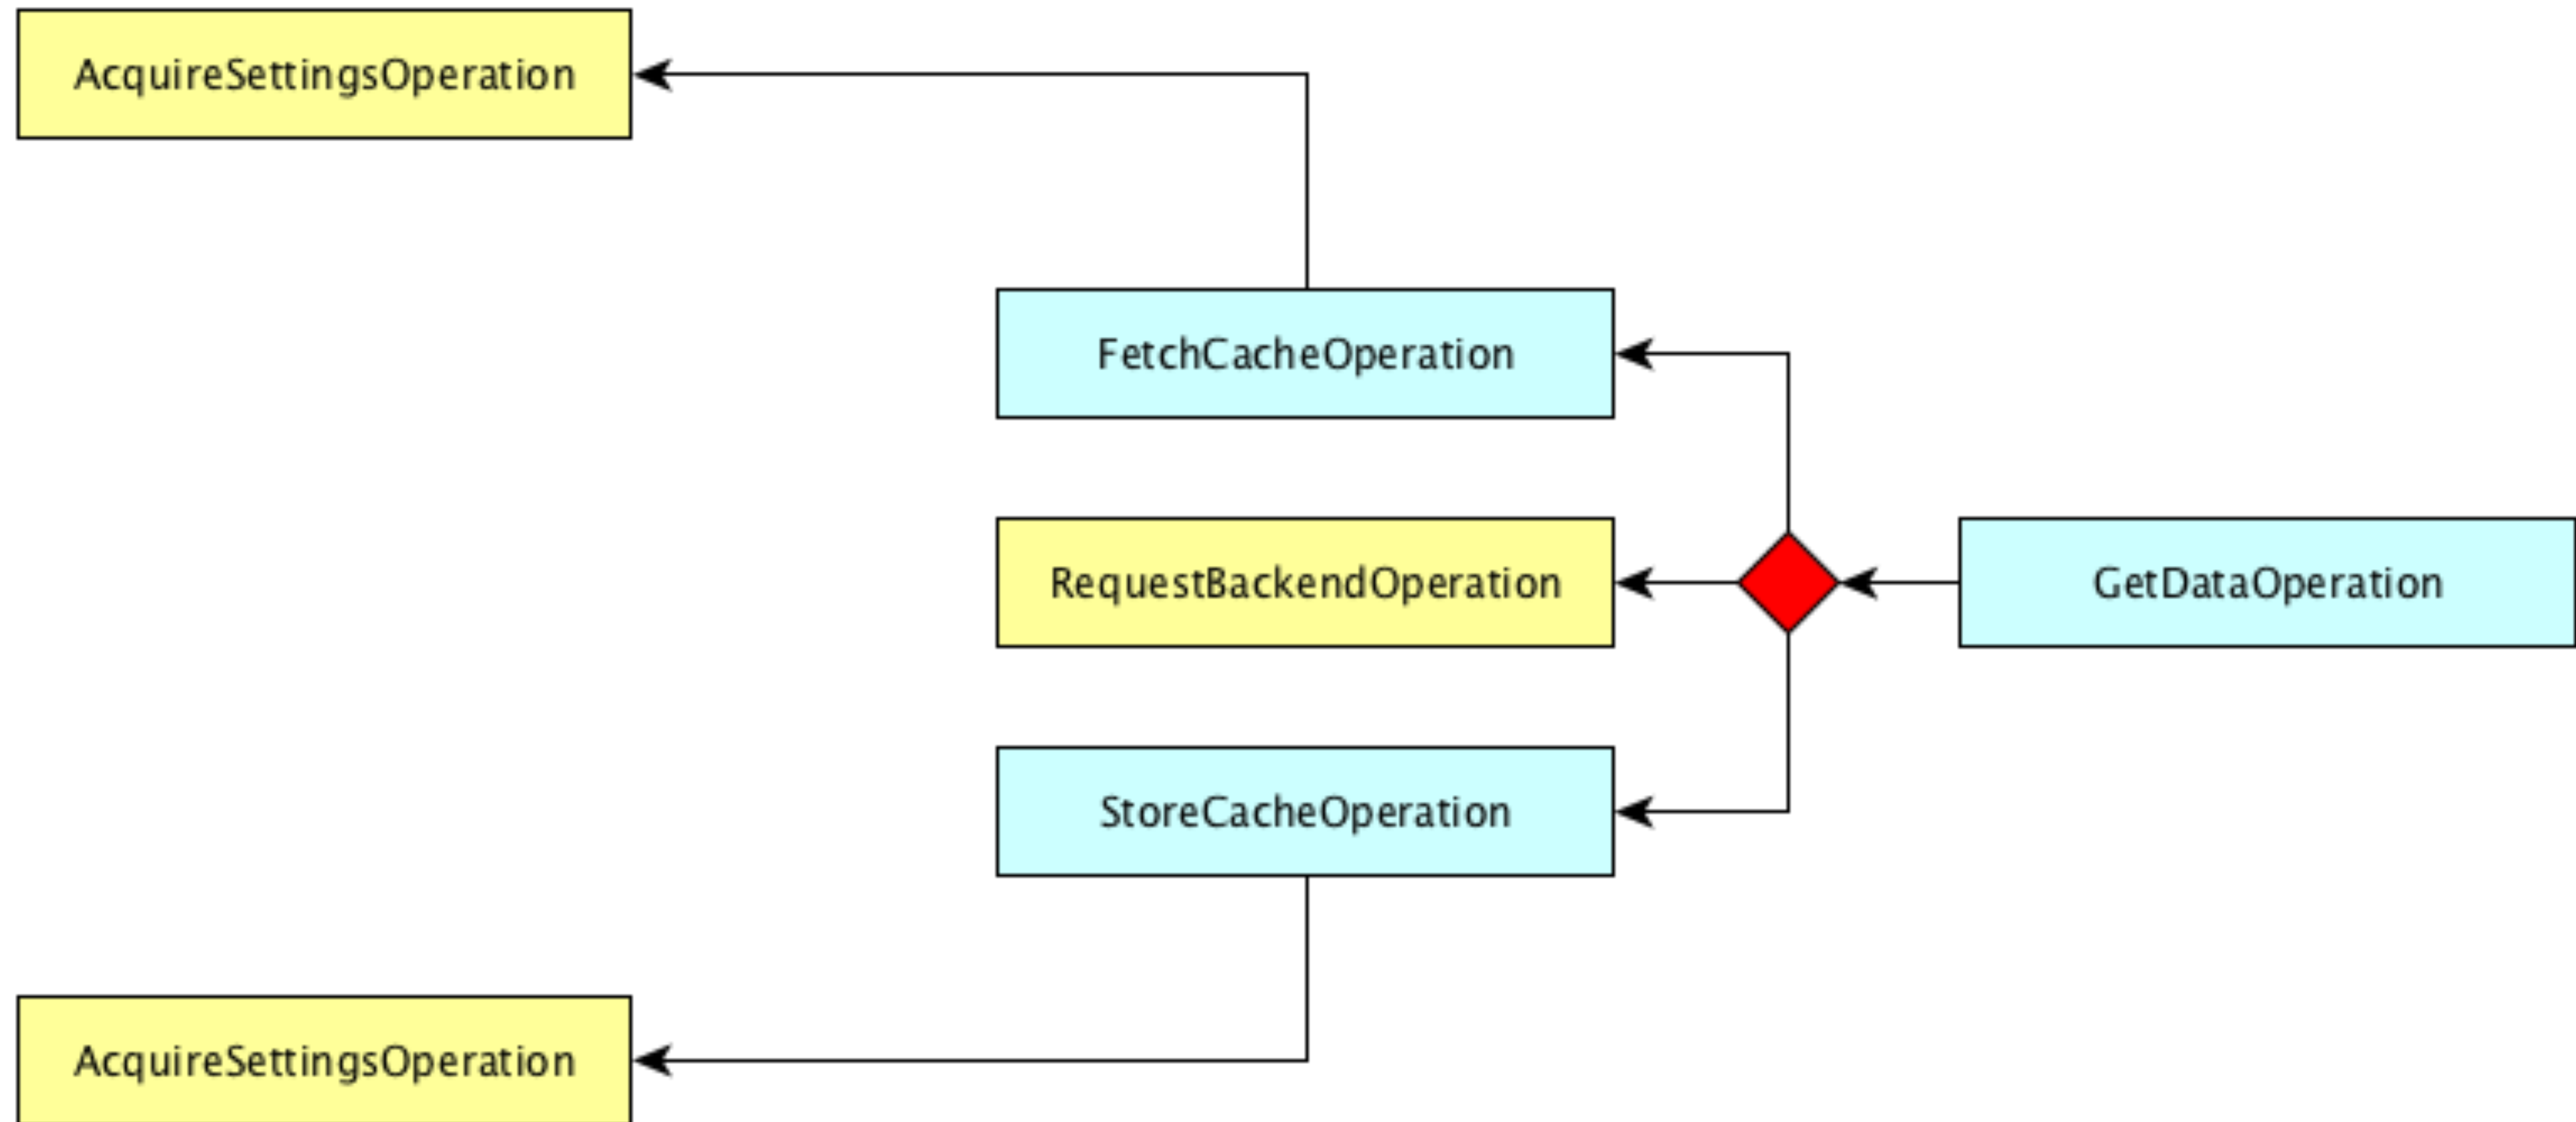 AcquireSettingsOperation
FetchCacheOperation
RequestBackendOperation
GetDataOperation
StoreCacheOperation
AcquireSettingsOperation